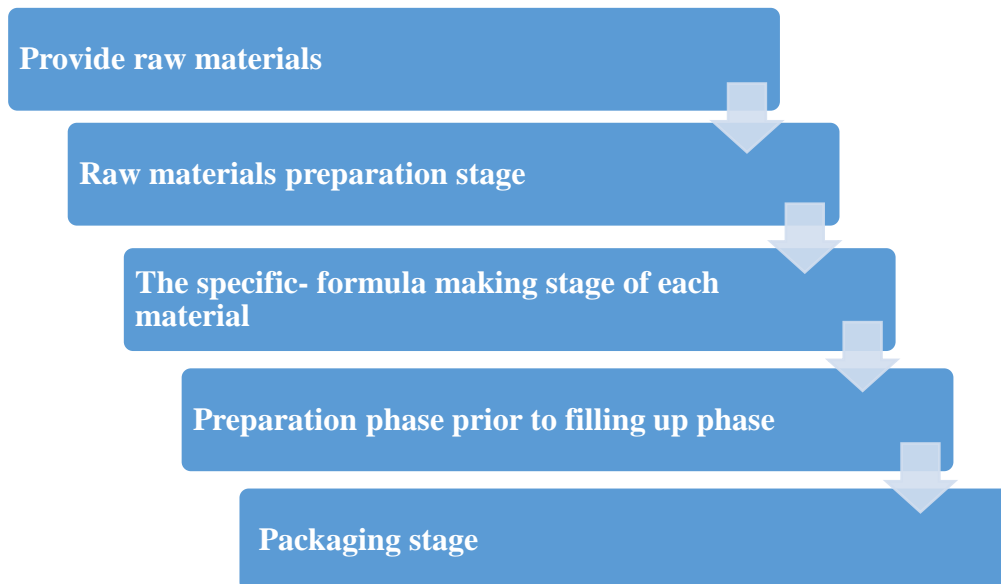 Provide raw materials
Raw materials preparation stage
The specific- formula making stage of each
material
Preparation phase prior to filling up phase
Packaging stage